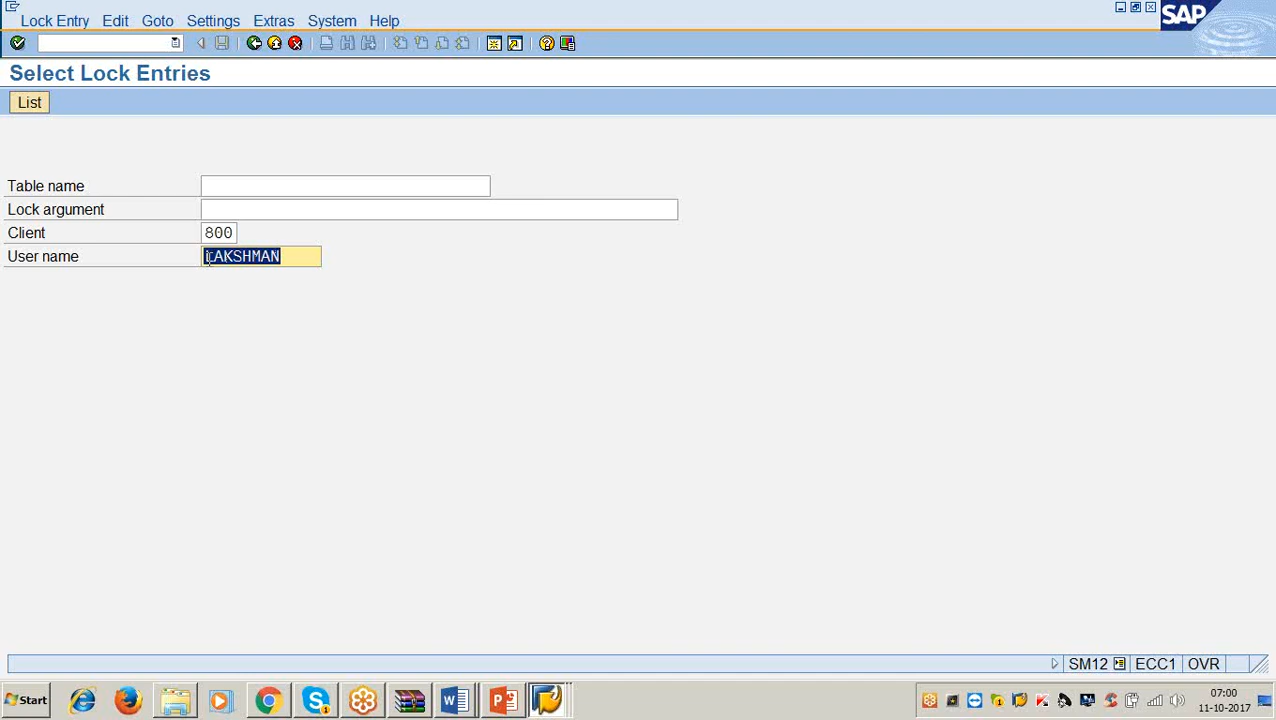 Lock Entry Edit Goto Settings Extras System Help
SAP
Select Lock Entries
List
Table name
Lock argument
Client 800
User name LAKSHMAN
SM12 ECC1 OVR
Start 07:00
11-10-2017